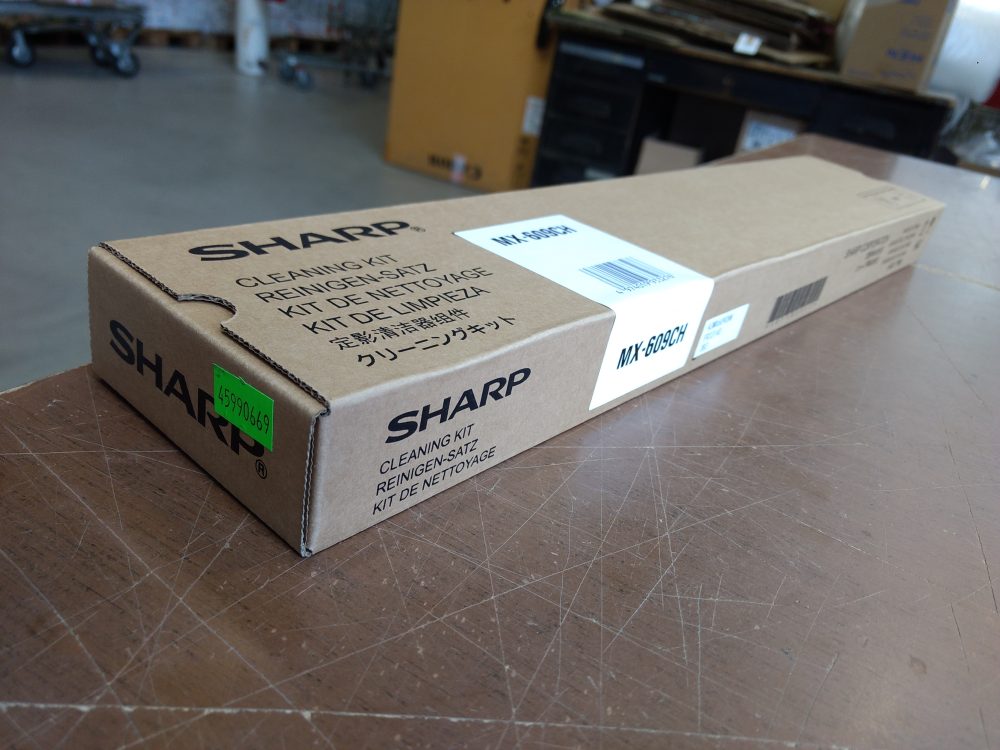 SHARP®
CLEANING KIT
REINIGEN-SATZ
KIT DE NETTOYAGE
KIT DE LIMPIEZA
定影清洁器组件
クリーニングキット
MX-609CH
SHARP®
45990669
SHARP
CLEANING KIT
REINIGEN-SATZ
KIT DE NETTOYAGE
MX-609CH
SHARP CORPORATION